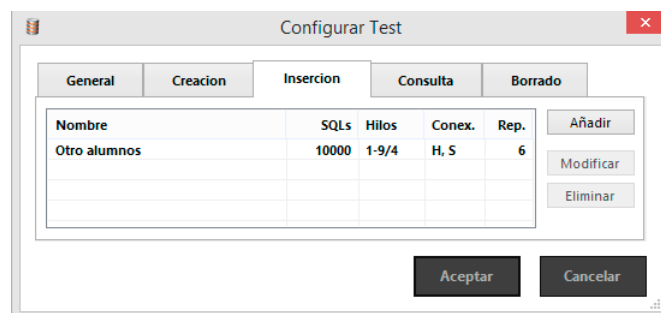 Configurar Test
General Creacion Insercion Consulta Borrado
Nombre SQLs Hilos Conex. Rep. Añadir
Otro alumnos 10000 1-9/4 H, S 6
Modificar
Eliminar
Aceptar Cancelar